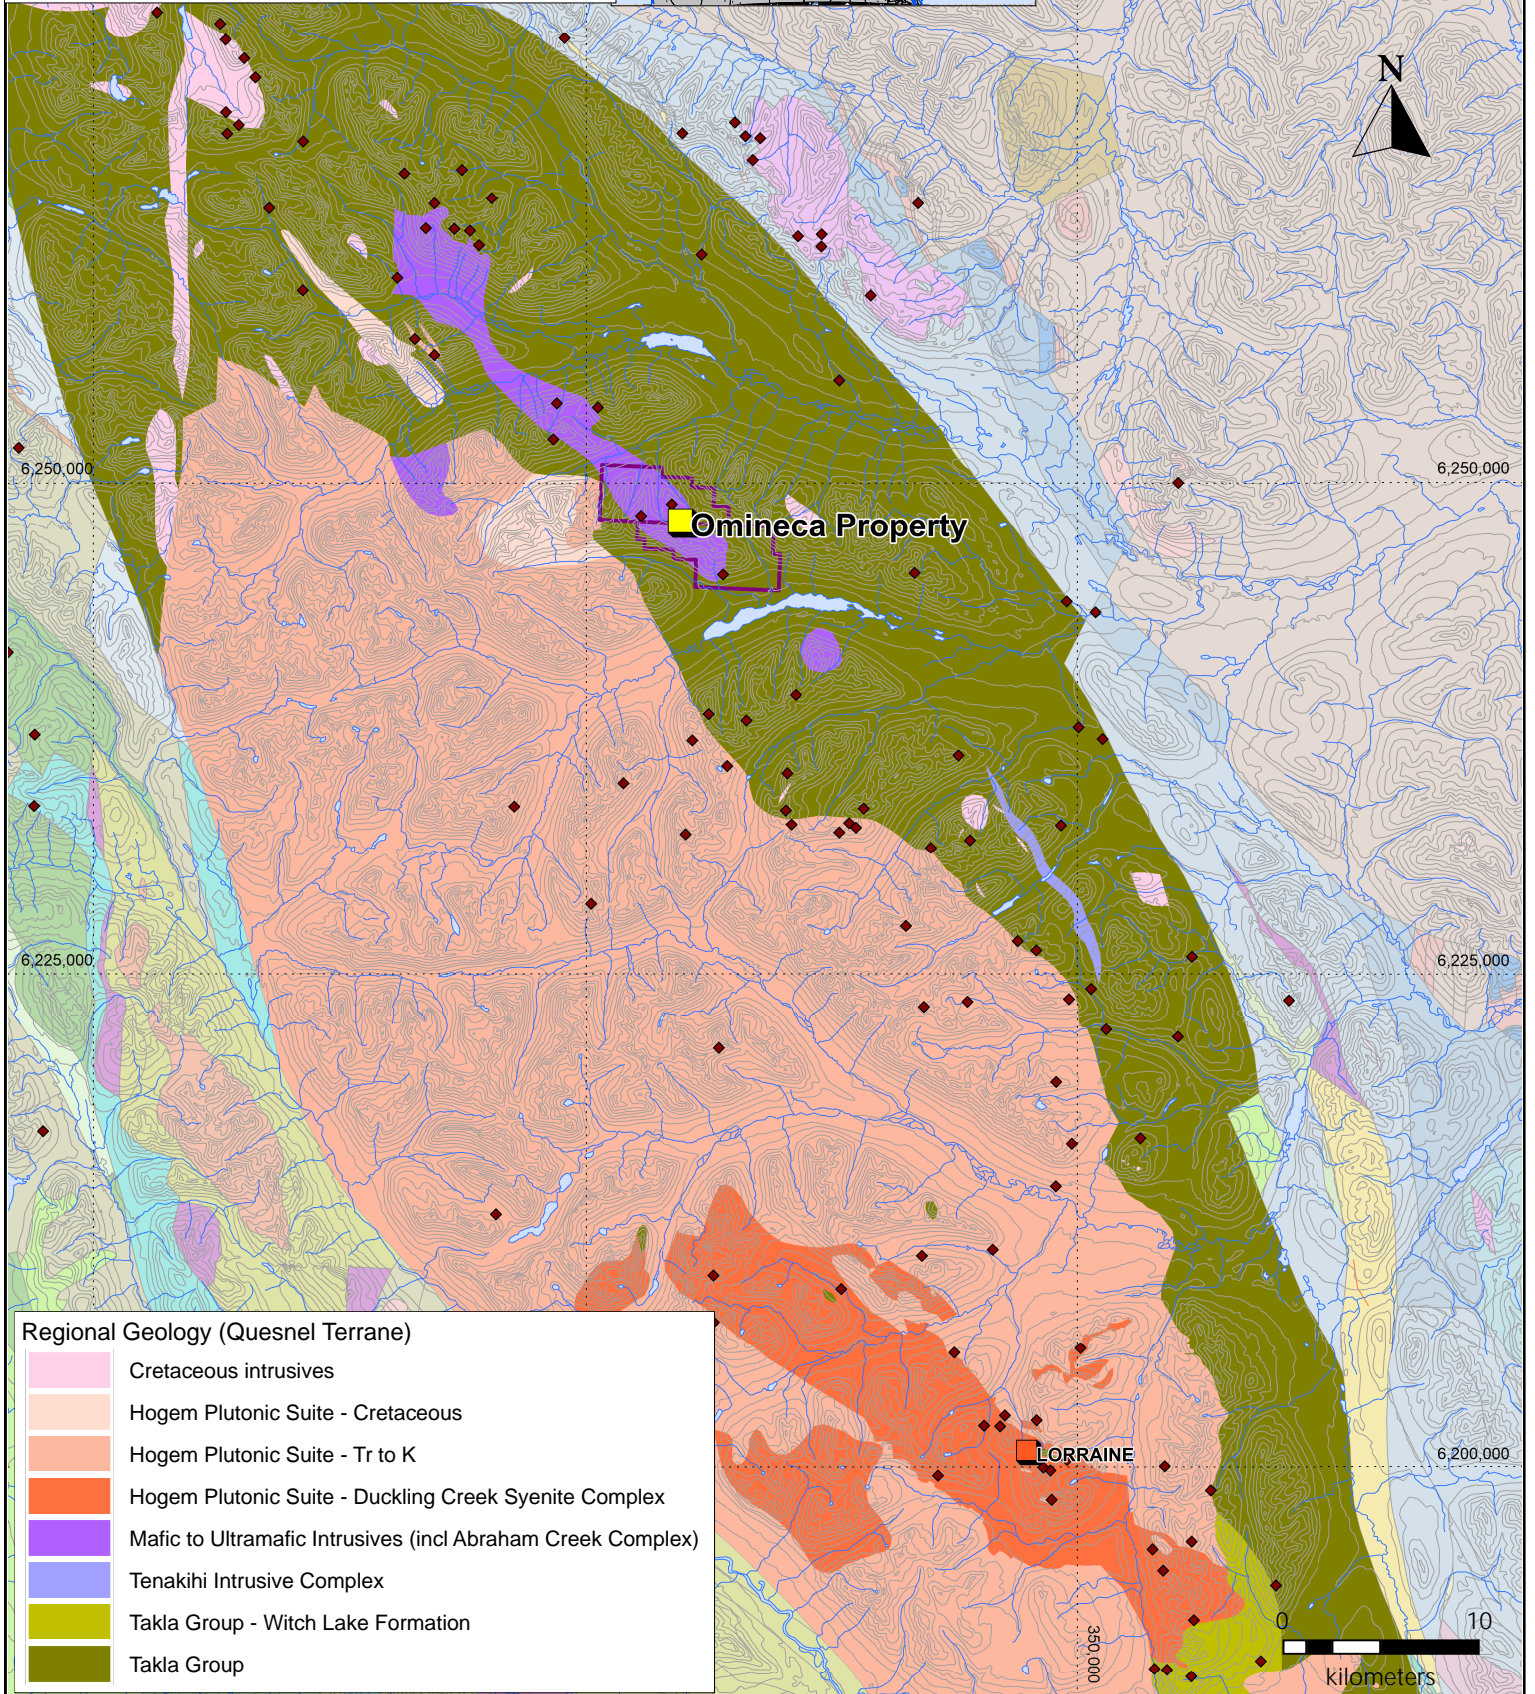 N
6,250,000
6,250,000
Omineca Property
6,225,000
6,225,000
LORRAINE
6,200,000
350,000
0 10
kilometers
Regional Geology (Quesnel Terrane)
Cretaceous intrusives
Hogem Plutonic Suite - Cretaceous
Hogem Plutonic Suite - Tr to K
Hogem Plutonic Suite - Duckling Creek Syenite Complex
Mafic to Ultramafic Intrusives (incl Abraham Creek Complex)
Tenakihi Intrusive Complex
Takla Group - Witch Lake Formation
Takla Group